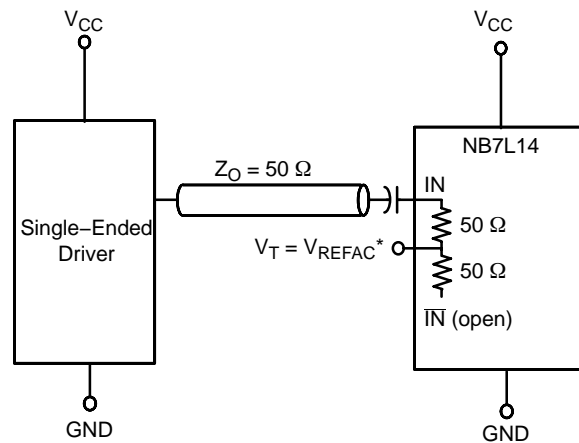 VCC
VCC
NB7L14
ZO = 50 Ω
IN
Single–Ended
Driver
50 Ω
VT = VREFAC*
50 Ω
IN (open)
GND
GND